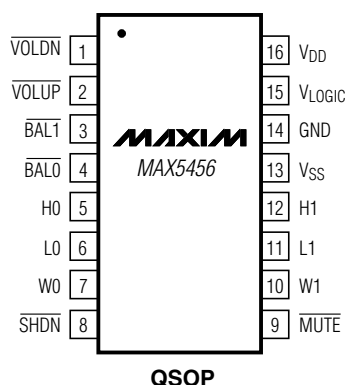 VOLDN 1 16 VDD
VOLUP 2 15 VLOGIC
BAL1 3 MAXIM 14 GND
BAL0 4 MAX5456 13 VSS
H0 5 12 H1
L0 6 11 L1
W0 7 10 W1
SHDN 8 9 MUTE
QSOP